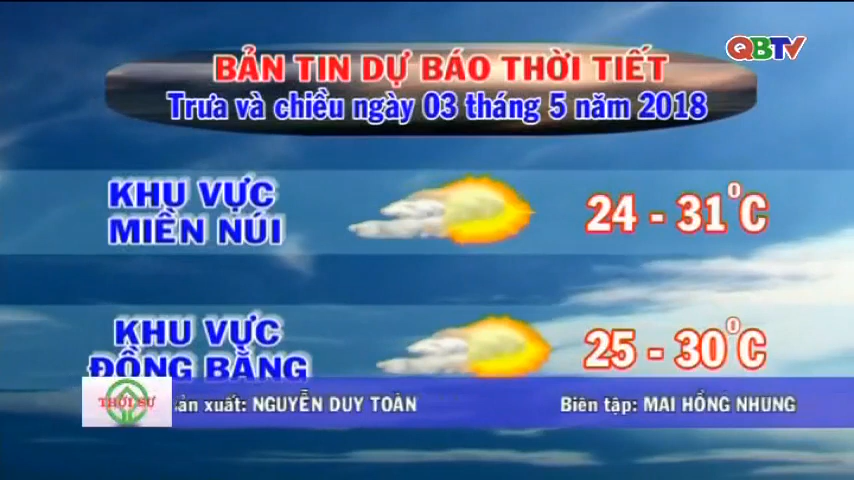 QBTV
BẢN TIN DỰ BÁO THỜI TIẾT
Trưa và chiều ngày 03 tháng 5 năm 2018
KHU VỰC
MIỀN NÚI
24 - 31°C
KHU VỰC
ĐỒNG BẰNG
25 - 30°C
THỜI SỰ
sản xuất: NGUYỄN DUY TOÀN
Biên tập: MAI HỒNG NHUNG